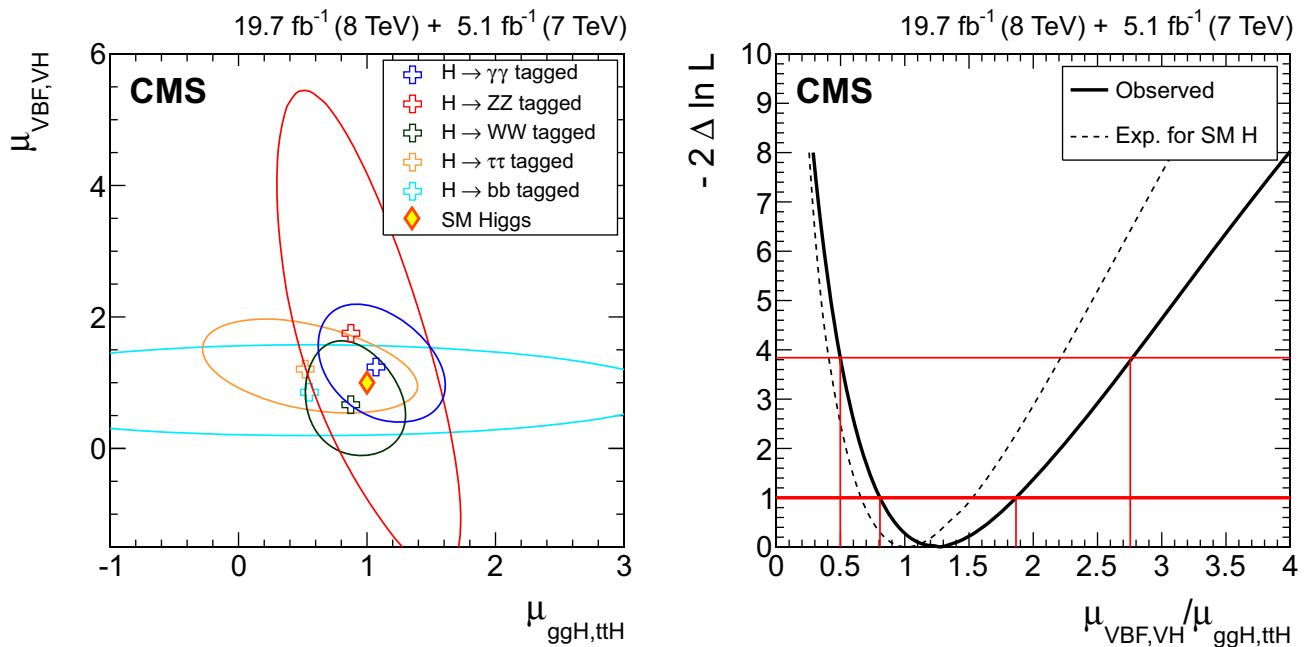 19.7 fb⁻¹ (8 TeV) + 5.1 fb⁻¹ (7 TeV)
CMS
H → γγ tagged
H → ZZ tagged
H → WW tagged
H → ττ tagged
H → bb tagged
SM Higgs
μ_VBF,VH
6
4
2
0
-1 0 1 2 3
μ_ggH,ttH
19.7 fb⁻¹ (8 TeV) + 5.1 fb⁻¹ (7 TeV)
CMS
Observed
Exp. for SM H
- 2 Δ ln L
10
9
8
7
6
5
4
3
2
1
0
0 0.5 1 1.5 2 2.5 3 3.5 4
μ_VBF,VH/μ_ggH,ttH